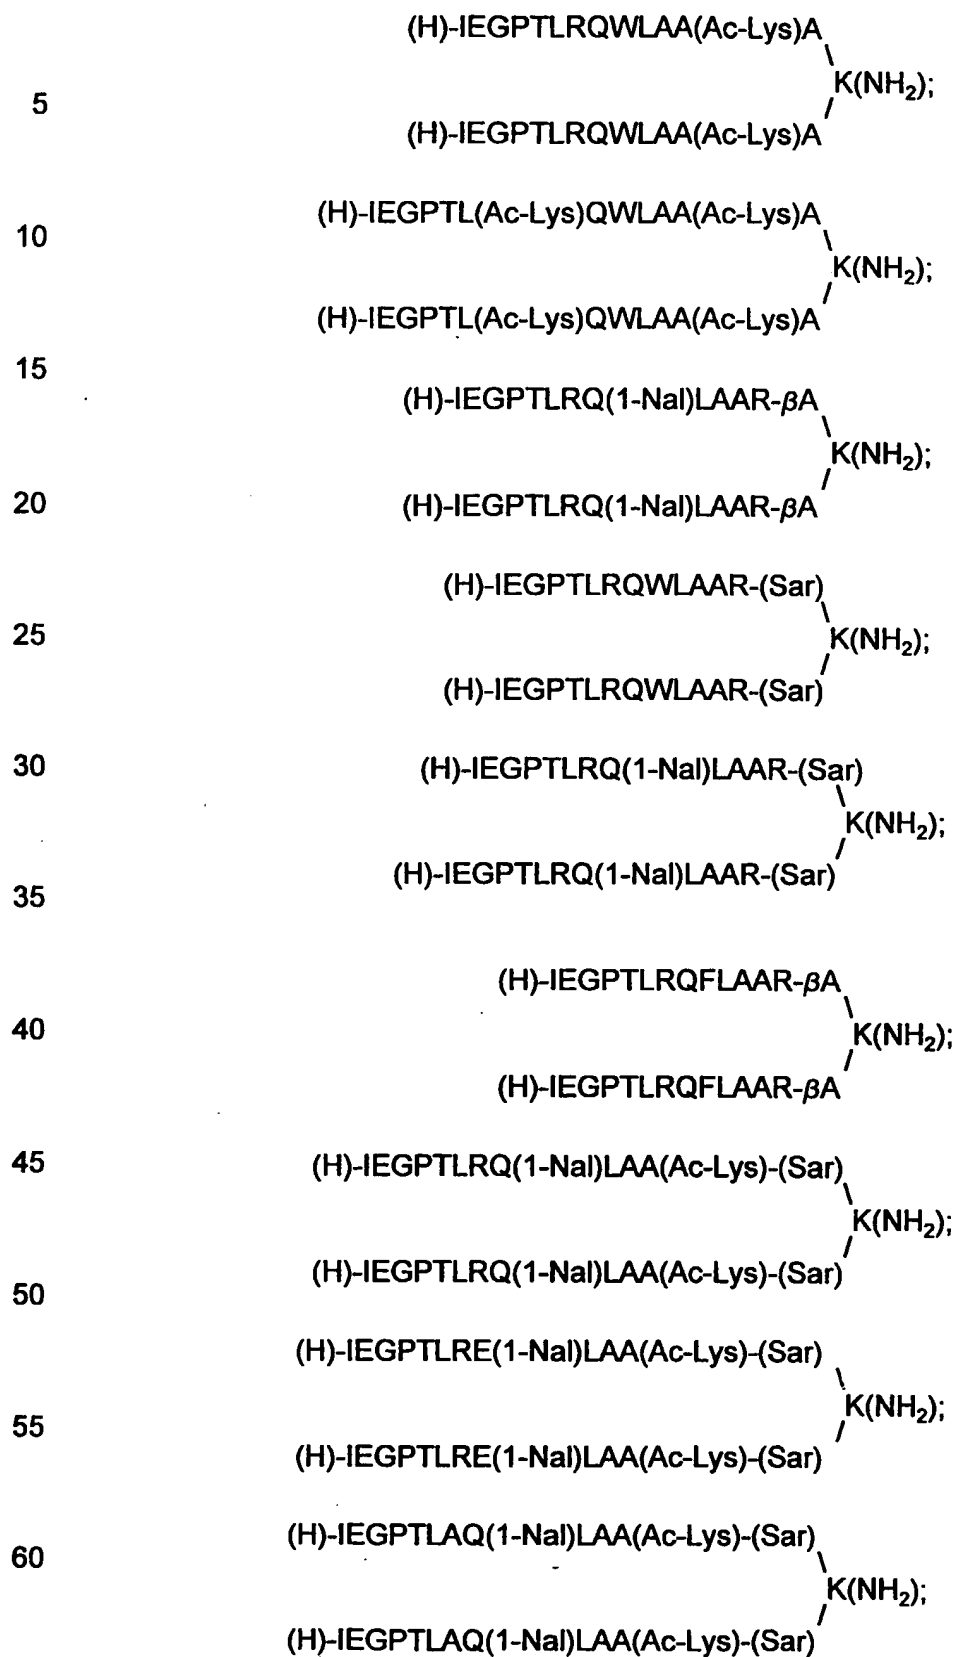 (H)-IEGPTLRQWLAA(Ac-Lys)A
K(NH₂);
5
(H)-IEGPTLRQWLAA(Ac-Lys)A
(H)-IEGPTL(Ac-Lys)QWLAA(Ac-Lys)A
10
K(NH₂);
(H)-IEGPTL(Ac-Lys)QWLAA(Ac-Lys)A
15
(H)-IEGPTLRQ(1-Nal)LAAR-βA
K(NH₂);
20
(H)-IEGPTLRQ(1-Nal)LAAR-βA
(H)-IEGPTLRQWLAAR-(Sar)
25
K(NH₂);
(H)-IEGPTLRQWLAAR-(Sar)
30
(H)-IEGPTLRQ(1-Nal)LAAR-(Sar)
K(NH₂);
(H)-IEGPTLRQ(1-Nal)LAAR-(Sar)
35
(H)-IEGPTLRQFLAAR-βA
40
K(NH₂);
(H)-IEGPTLRQFLAAR-βA
45
(H)-IEGPTLRQ(1-Nal)LAA(Ac-Lys)-(Sar)
K(NH₂);
(H)-IEGPTLRQ(1-Nal)LAA(Ac-Lys)-(Sar)
50
(H)-IEGPTLRE(1-Nal)LAA(Ac-Lys)-(Sar)
K(NH₂);
55
(H)-IEGPTLRE(1-Nal)LAA(Ac-Lys)-(Sar)
(H)-IEGPTLAQ(1-Nal)LAA(Ac-Lys)-(Sar)
60
K(NH₂);
(H)-IEGPTLAQ(1-Nal)LAA(Ac-Lys)-(Sar)